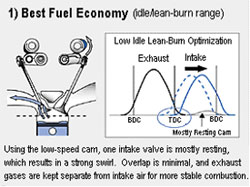 1) Best Fuel Economy (idle/lean-burn range)
Low Idle Lean-Burn Optimization
Exhaust Intake
BDC TDC BDC
Mostly Resting Cam
Using the low-speed cam, one intake valve is mostly resting,
which results in a strong swirl. Overlap is minimal, and exhaust
gases are kept separate from intake air for more stable combustion.